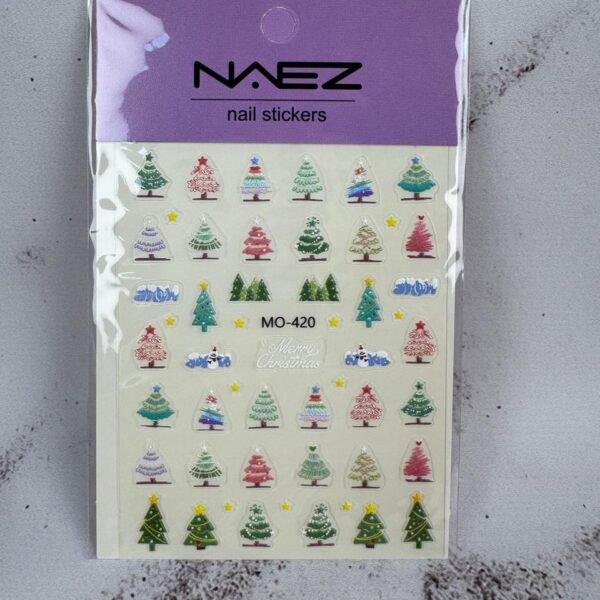 NAEZ
nail stickers
MO-420
Merry
Christmas